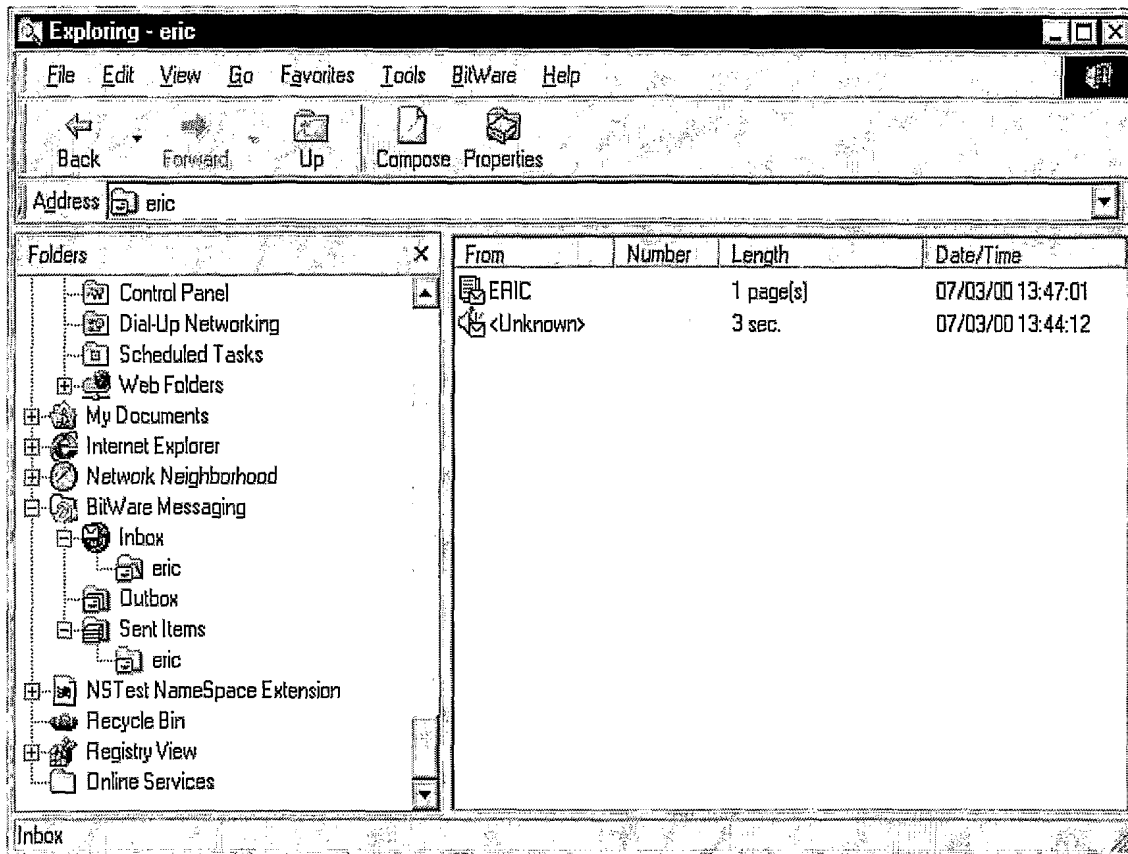 Exploring - eric
File Edit View Go Favorites Tools BitWare Help
Back Forward Up Compose Properties
Address eric
Folders
Control Panel
Dial-Up Networking
Scheduled Tasks
Web Folders
My Documents
Internet Explorer
Network Neighborhood
BitWare Messaging
Inbox
eric
Outbox
Sent Items
eric
NSTest NameSpace Extension
Recycle Bin
Registry View
Online Services
From Number Length Date/Time
ERIC 1 page(s) 07/03/00 13:47:01
<Unknown> 3 sec. 07/03/00 13:44:12
Inbox